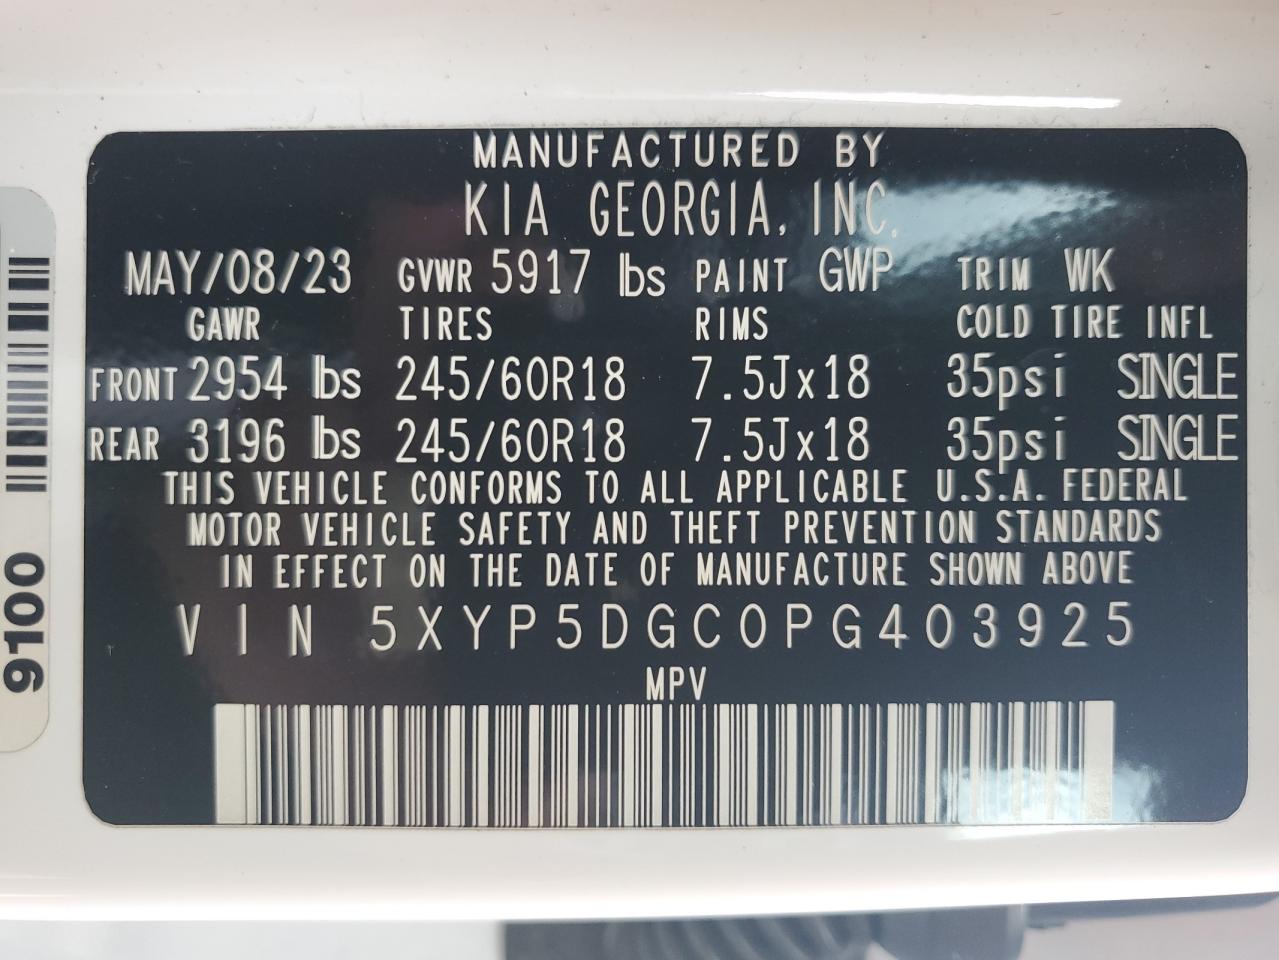 MANUFACTURED BY
KIA GEORGIA, INC.
MAY/08/23 GVWR 5917 lbs PAINT GWP TRIM WK
GAWR TIRES RIMS COLD TIRE INFL
FRONT 2954 lbs 245/60R18 7.5Jx18 35psi SINGLE
REAR 3196 lbs 245/60R18 7.5Jx18 35psi SINGLE
THIS VEHICLE CONFORMS TO ALL APPLICABLE U.S.A. FEDERAL
MOTOR VEHICLE SAFETY AND THEFT PREVENTION STANDARDS
IN EFFECT ON THE DATE OF MANUFACTURE SHOWN ABOVE
VIN 5XYP5DGC0PG403925
MPV
9100